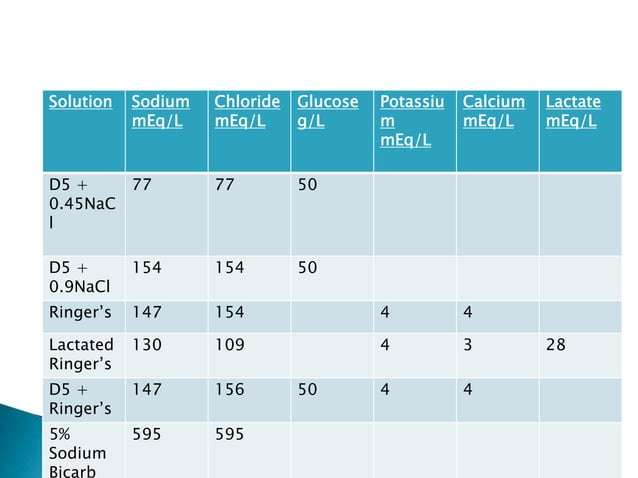 Solution Sodium mEq/L Chloride mEq/L Glucose g/L Potassiu m mEq/L Calcium mEq/L Lactate mEq/L
D5 + 0.45NaC l 77 77 50
D5 + 0.9NaCl 154 154 50
Ringer's 147 154 4 4
Lactated Ringer's 130 109 4 3 28
D5 + Ringer's 147 156 50 4 4
5% Sodium Bicarb 595 595